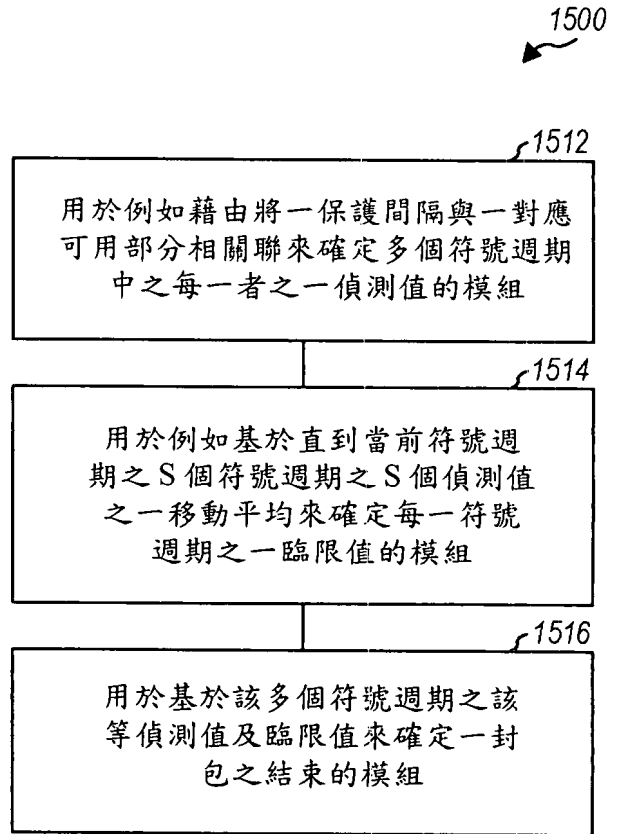 1500
1512
用於例如藉由將一保護間隔與一對應
可用部分相關聯來確定多個符號週期
中之每一者之一偵測值的模組
1514
用於例如基於直到當前符號週
期之S個符號週期之S個偵測值
之一移動平均來確定每一符號
週期之一臨限值的模組
1516
用於基於該多個符號週期之該
等偵測值及臨限值來確定一封
包之結束的模組